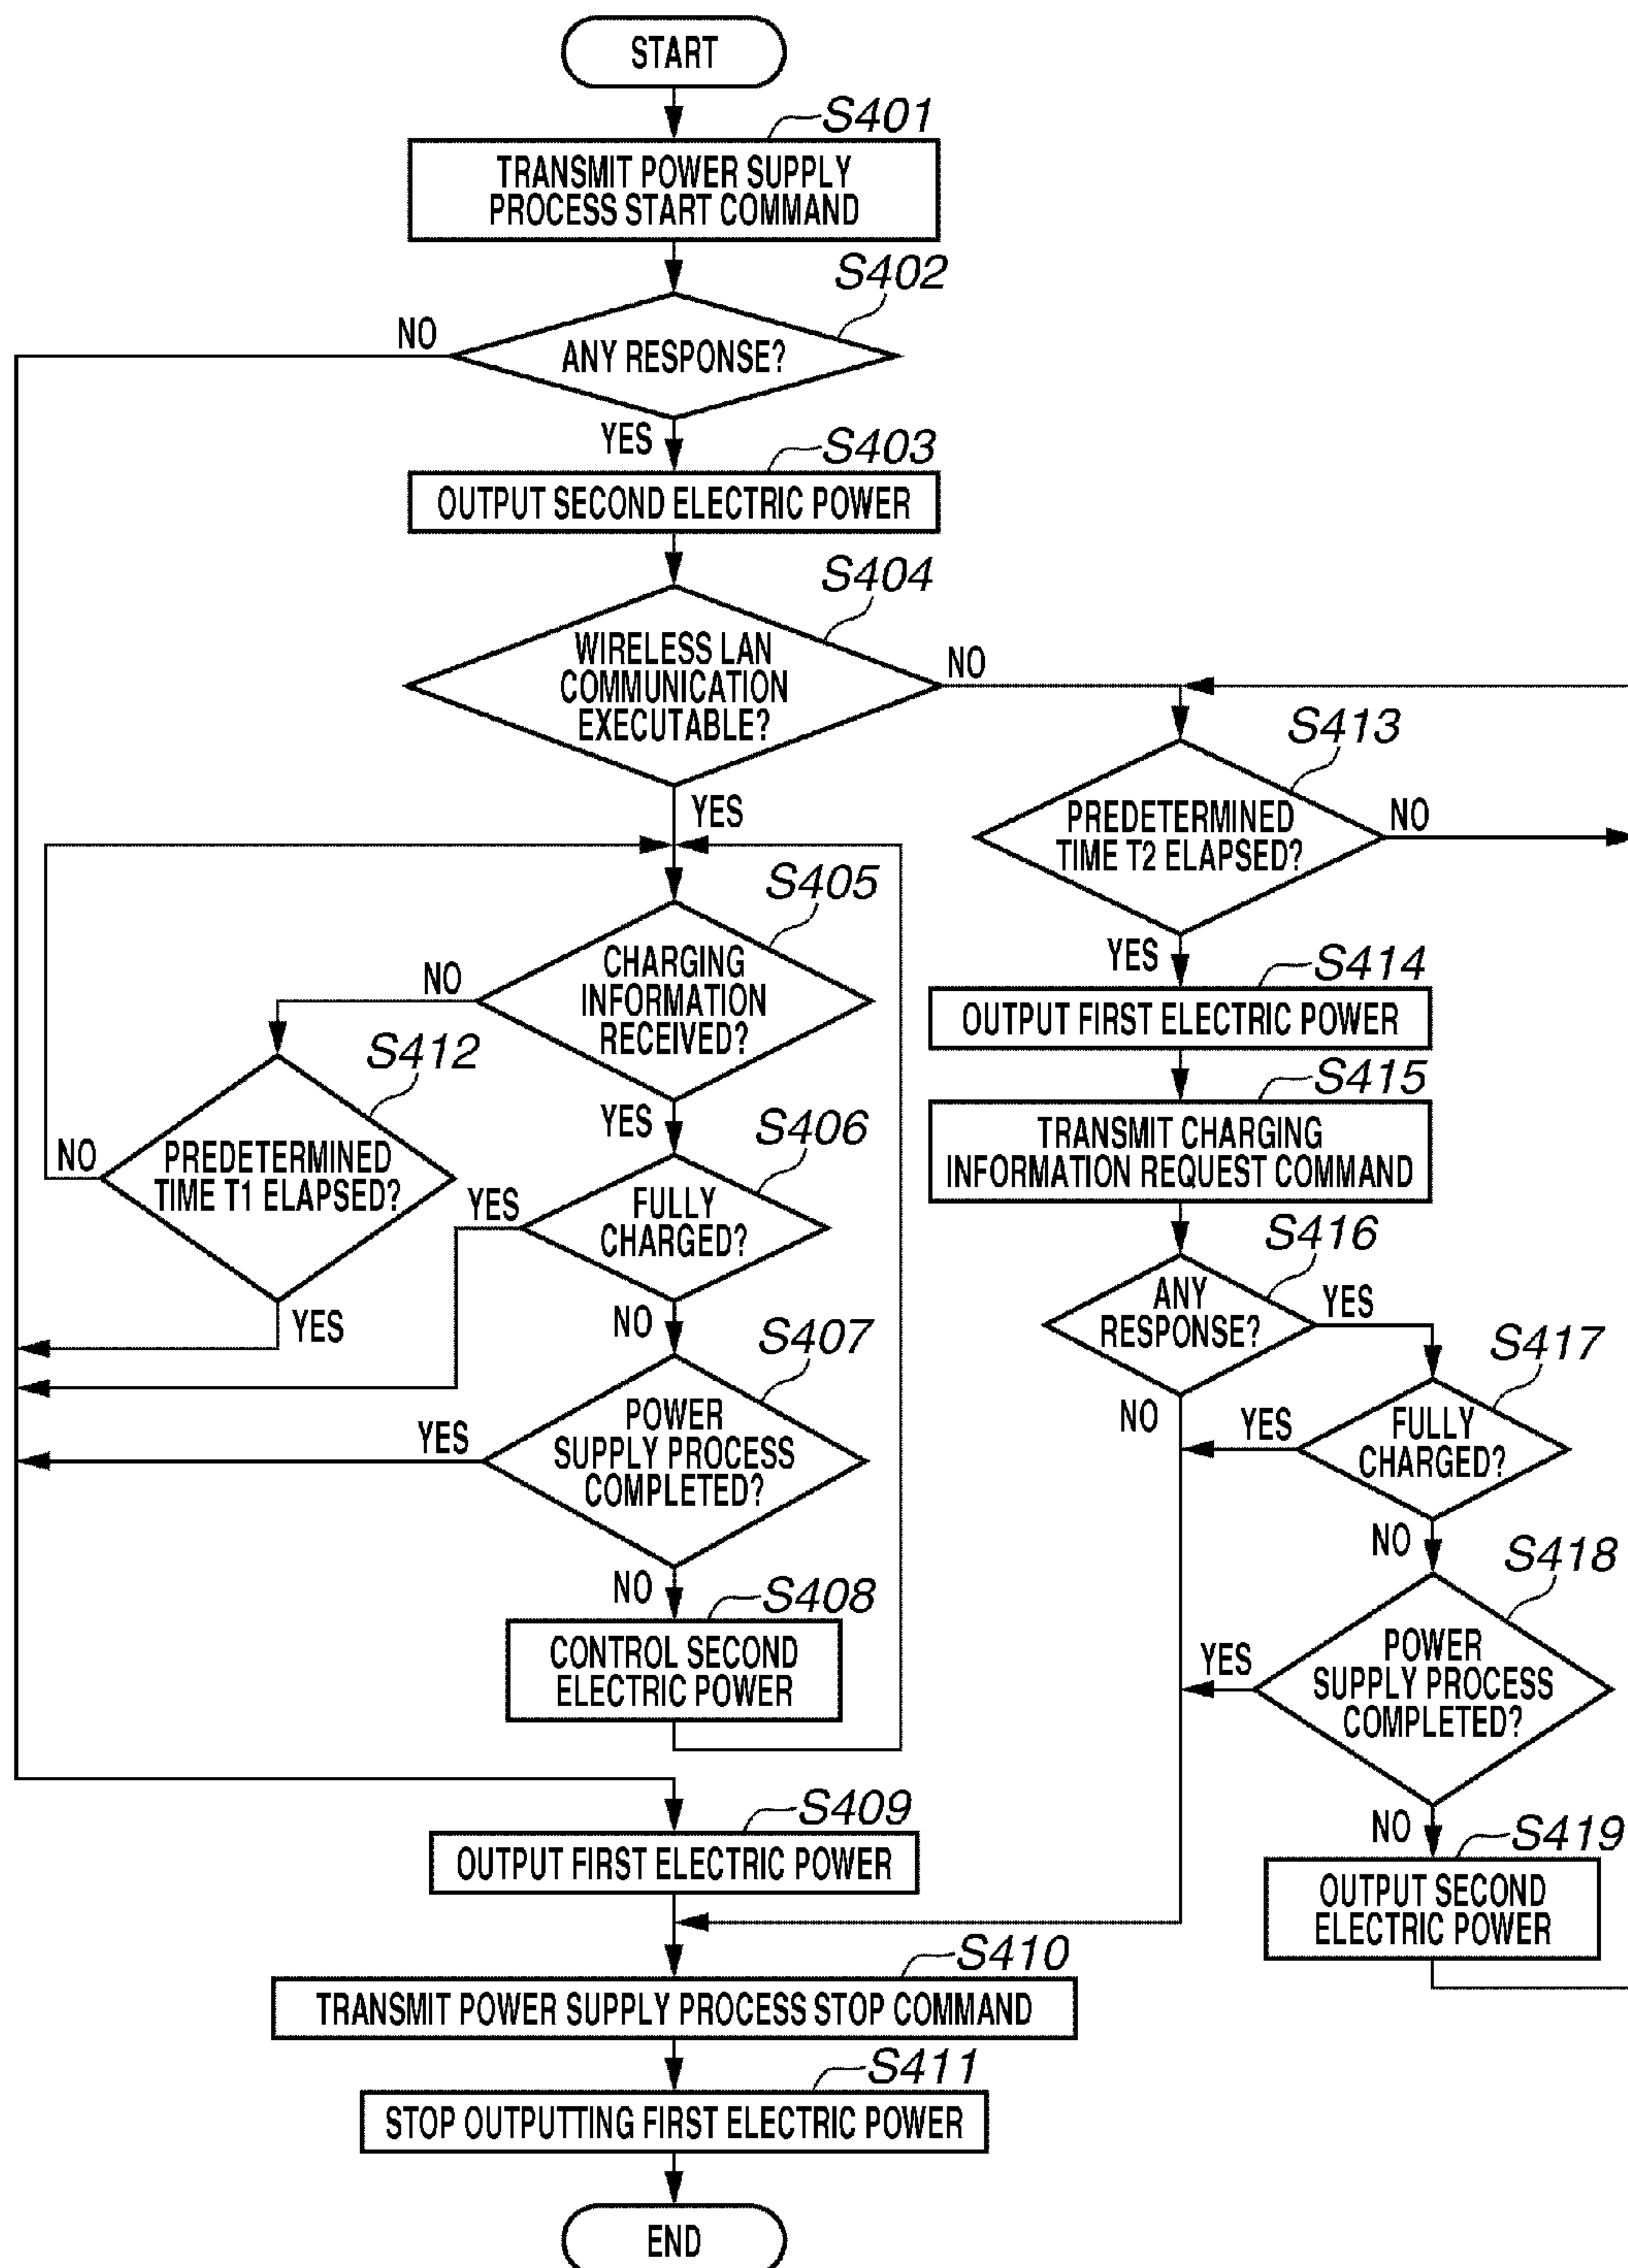 START
S401
TRANSMIT POWER SUPPLY
PROCESS START COMMAND
S402
ANY RESPONSE?
NO
YES
S403
OUTPUT SECOND ELECTRIC POWER
S404
WIRELESS LAN
COMMUNICATION
EXECUTABLE?
NO
YES
S405
CHARGING
INFORMATION
RECEIVED?
NO
YES
S412
PREDETERMINED
TIME T1 ELAPSED?
NO
YES
S406
FULLY
CHARGED?
YES
NO
S407
POWER
SUPPLY PROCESS
COMPLETED?
YES
NO
S408
CONTROL SECOND
ELECTRIC POWER
S409
OUTPUT FIRST ELECTRIC POWER
S410
TRANSMIT POWER SUPPLY PROCESS STOP COMMAND
S411
STOP OUTPUTTING FIRST ELECTRIC POWER
END
S413
PREDETERMINED
TIME T2 ELAPSED?
NO
YES
S414
OUTPUT FIRST ELECTRIC POWER
S415
TRANSMIT CHARGING
INFORMATION REQUEST COMMAND
S416
ANY
RESPONSE?
YES
NO
S417
FULLY
CHARGED?
YES
NO
S418
POWER
SUPPLY PROCESS
COMPLETED?
YES
NO
S419
OUTPUT SECOND
ELECTRIC POWER